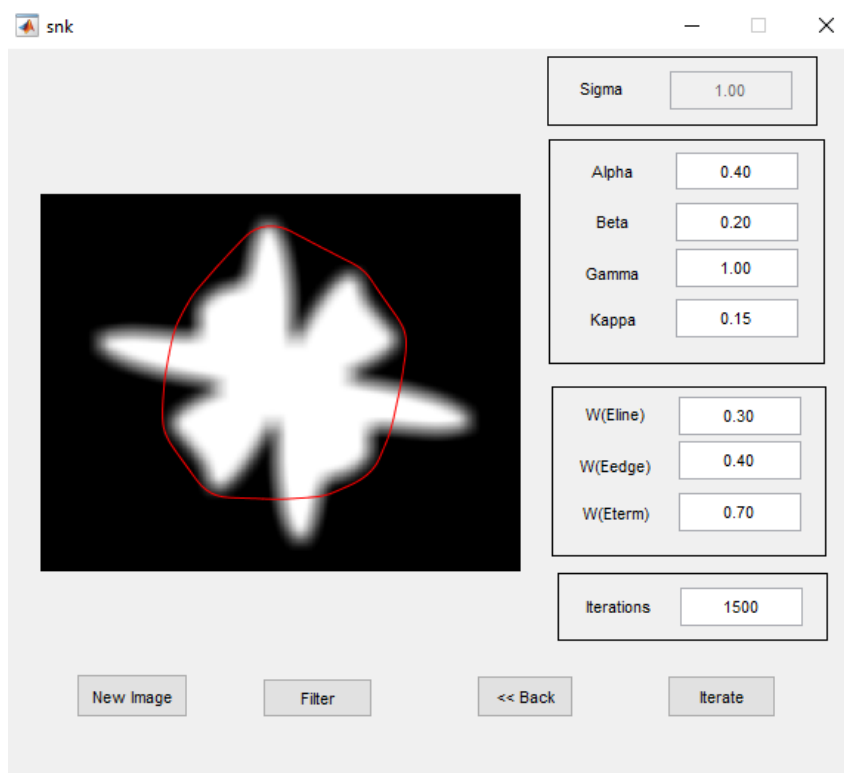 snk
Sigma 1.00
Alpha 0.40
Beta 0.20
Gamma 1.00
Kappa 0.15
W(Eline) 0.30
W(Eedge) 0.40
W(Eterm) 0.70
Iterations 1500
New Image Filter << Back Iterate